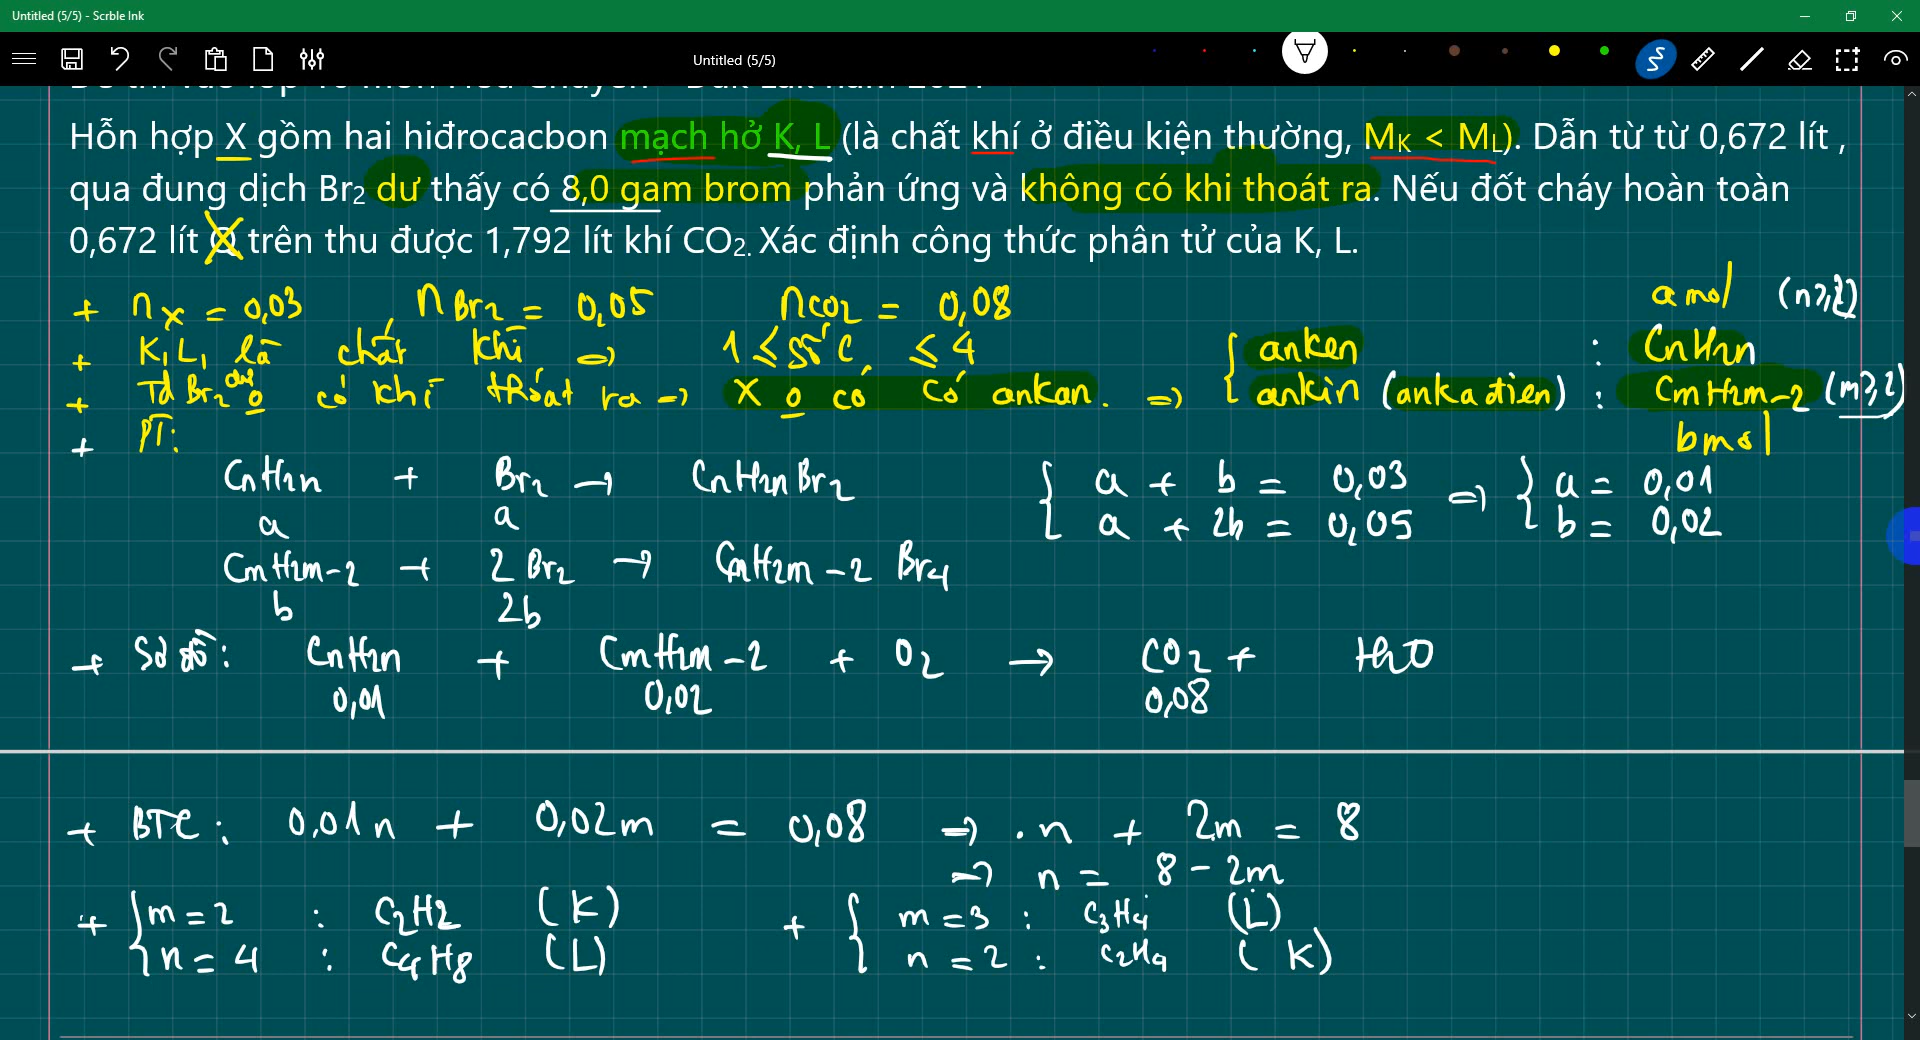 Untitled (5/5) - Scrble Ink
Untitled (5/5)
Hỗn hợp X gồm hai hiđrocacbon mạch hở K, L (là chất khí ở điều kiện thường, MK < ML). Dẫn từ từ 0,672 lít ,
qua đung dịch Br2 dư thấy có 8,0 gam brom phản ứng và không có khi thoát ra. Nếu đốt cháy hoàn toàn
0,672 lít Q trên thu được 1,792 lít khí CO2. Xác định công thức phân tử của K, L.
+ nX = 0,03 nBr2 = 0,05 nCO2 = 0,08 a mol (n≥2)
+ K, L, là chất khí => 1 ≤ số C ≤ 4 { anken : CnH2n
+ Td Br2 dư o có khí thoát ra => X o có có ankan. => ankin (ankađien) : CmH2m-2 (m≥2)
+ PT: b mol
CnH2n + Br2 → CnH2nBr2 { a + b = 0,03 => { a = 0,01
a a a + 2b = 0,05 b = 0,02
CmH2m-2 + 2Br2 → CmH2m-2 Br4
b 2b
+ Sơ đồ: CnH2n + CmH2m-2 + O2 → CO2 + H2O
0,01 0,02 0,08
+ BTC: 0,01n + 0,02m = 0,08 => n + 2m = 8
=> n = 8 - 2m
+ { m = 2 : C2H2 (K) + { m = 3 : C3H4 (L)
n = 4 : C4H8 (L) n = 2 : C2H4 (K)